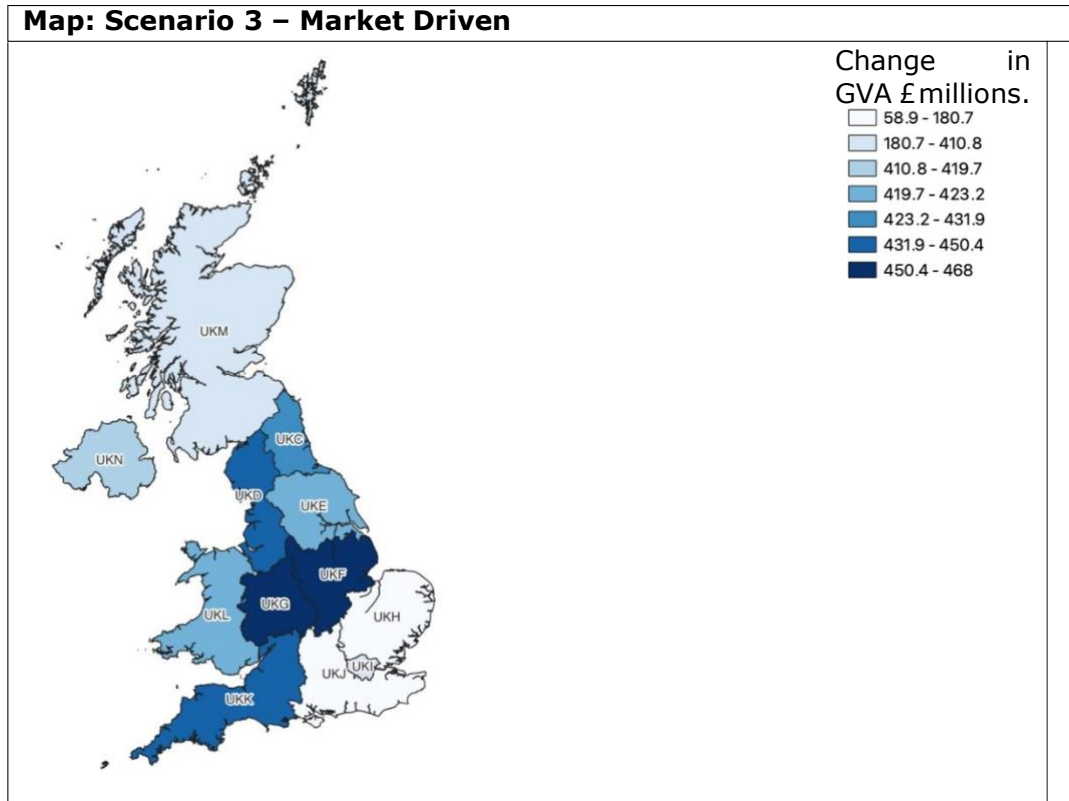 Map: Scenario 3 – Market Driven
Change in
GVA £millions.
58.9 - 180.7
180.7 - 410.8
410.8 - 419.7
419.7 - 423.2
423.2 - 431.9
431.9 - 450.4
450.4 - 468
UKM
UKC
UKN
UKD
UKE
UKF
UKG
UKL
UKH
UKI
UKJ
UKK